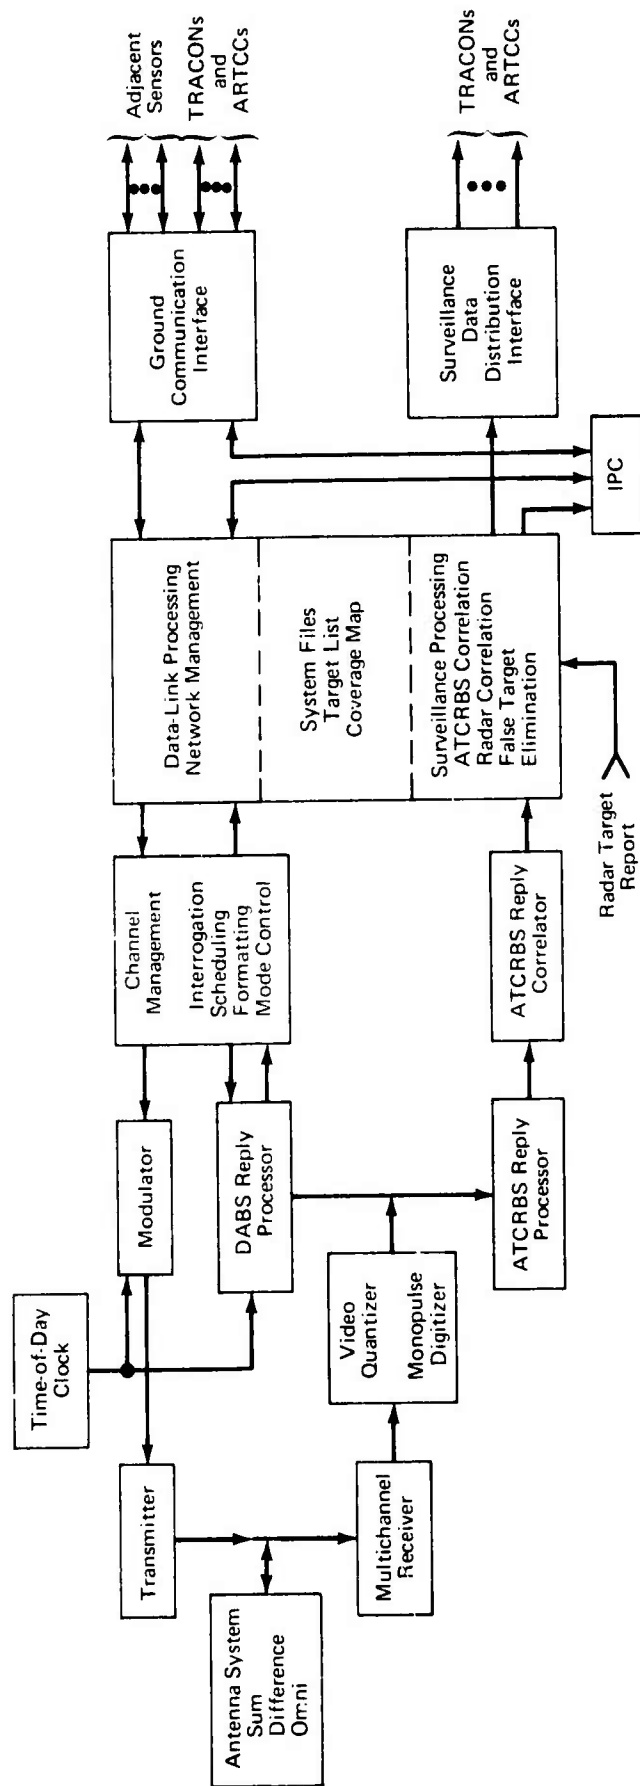 Time-of-Day
Clock
Antenna System
Sum
Difference
Omni
Transmitter
Multichannel
Receiver
Modulator
DABS Reply
Processor
Video
Quantizer
Monopulse
Digitizer
ATCRBS Reply
Processor
Channel
Management
Interrogation
Scheduling
Formatting
Mode Control
ATCRBS Reply
Correlator
Data-Link Processing
Network Management
System Files
Target List
Coverage Map
Surveillance Processing
ATCRBS Correlation
Radar Correlation
False Target
Elimination
Radar Target
Report
Ground
Communication
Interface
Surveillance
Data
Distribution
Interface
IPC
Adjacent
Sensors
TRACONs
and
ARTCCs
TRACONs
and
ARTCCs